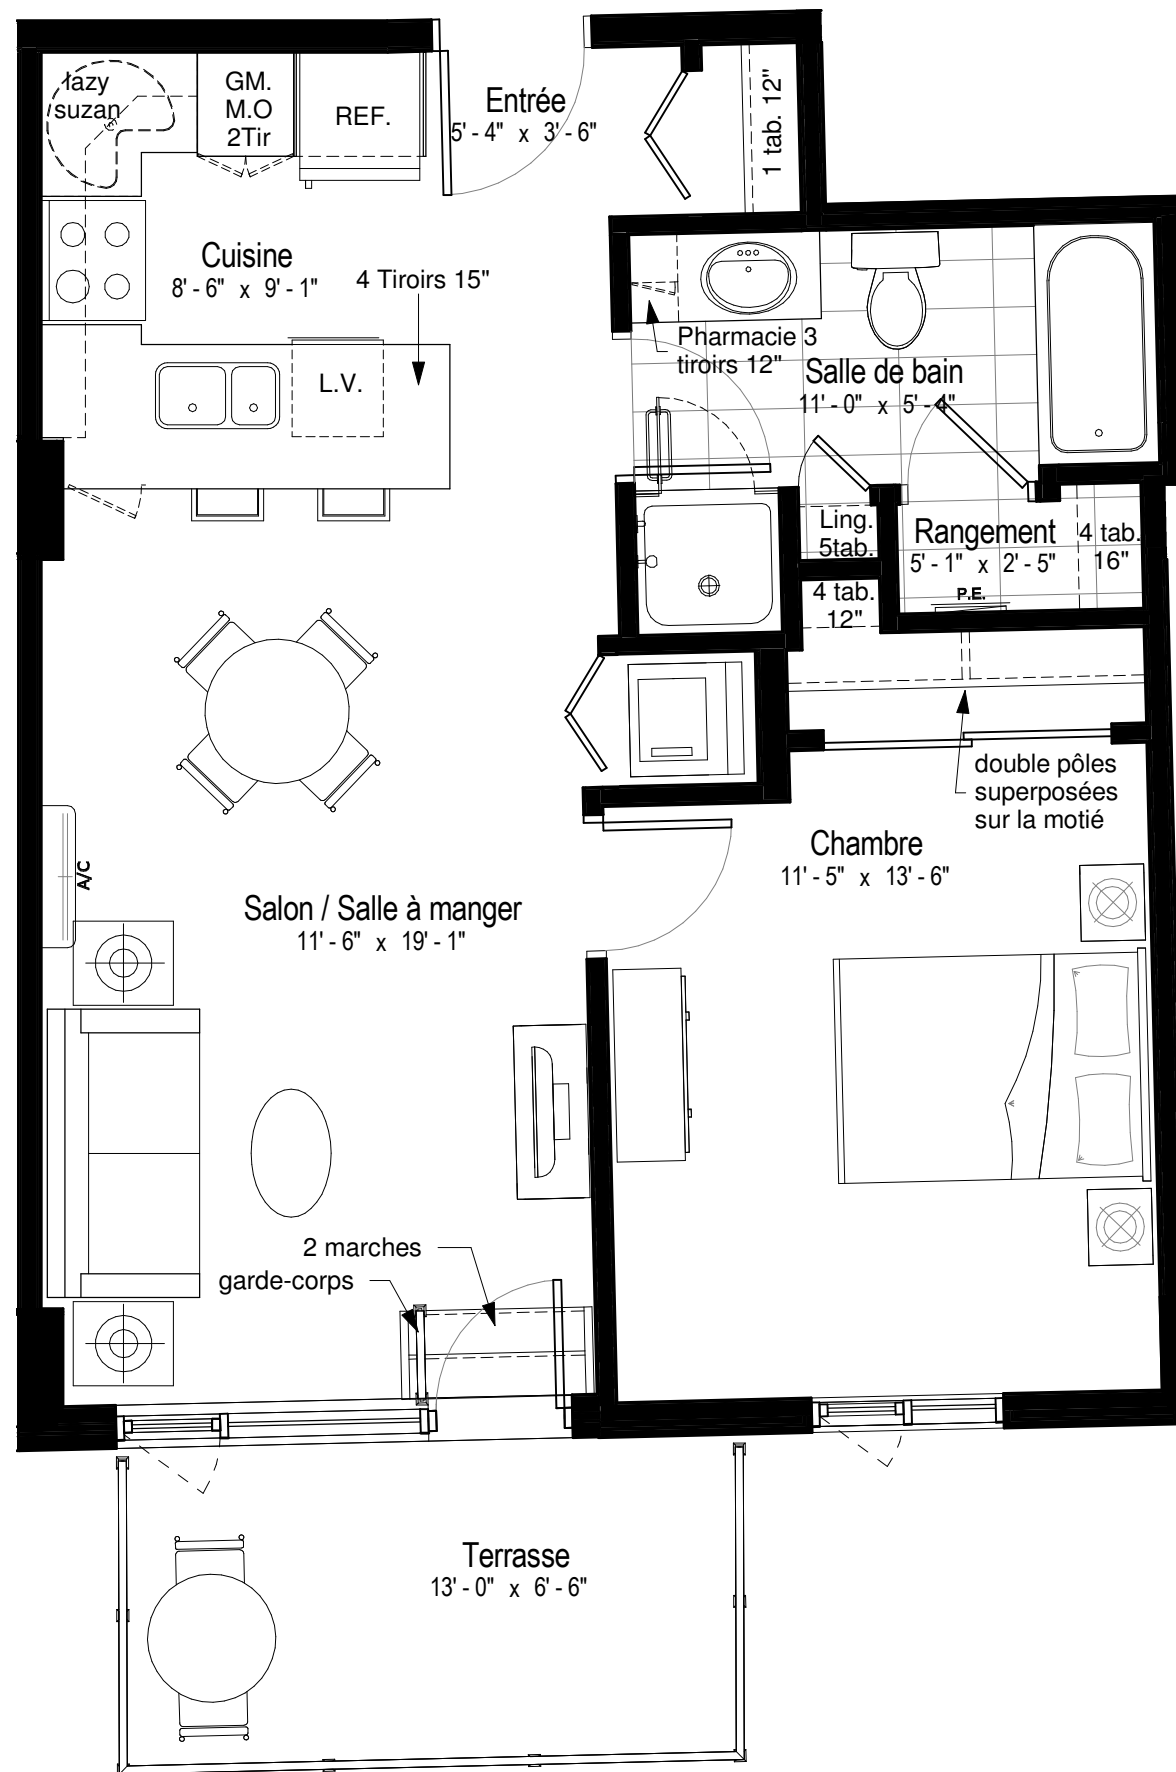 lazy
suzan
GM.
M.O
2Tir
REF.
Entrée
5' - 4" x 3' - 6"
1 tab. 12"
Cuisine
8' - 6" x 9' - 1"
4 Tiroirs 15"
L.V.
Pharmacie 3
tiroirs 12"
Salle de bain
11' - 0" x 5' - 4"
Ling.
5tab.
Rangement
5' - 1" x 2' - 5"
4 tab.
16"
P.E.
4 tab.
12"
double pôles
superposées
sur la motié
Chambre
11' - 5" x 13' - 6"
A/C
Salon / Salle à manger
11' - 6" x 19' - 1"
2 marches
garde-corps
Terrasse
13' - 0" x 6' - 6"